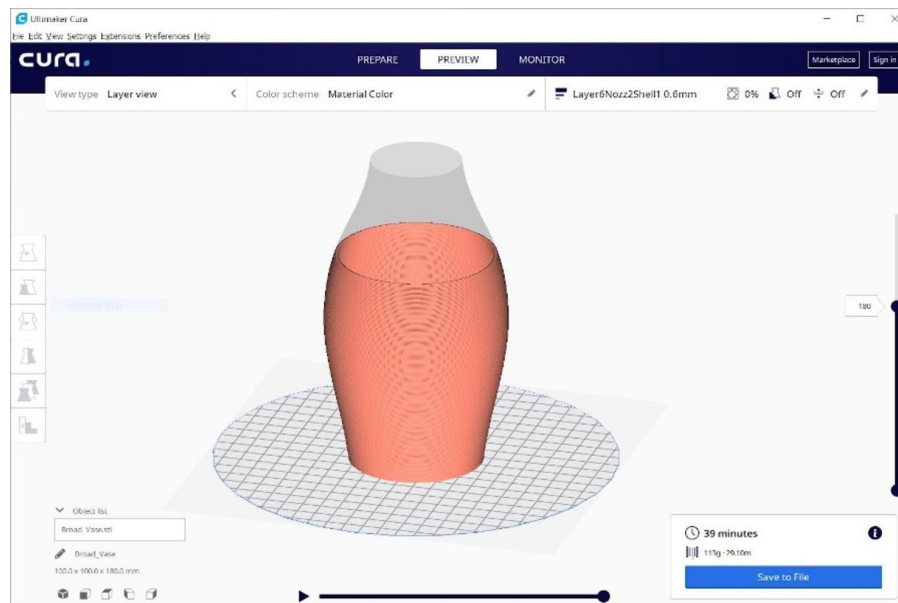 Ultimaker Cura
File Edit View Settings Extensions Preferences Help
cura.
PREPARE PREVIEW MONITOR
Marketplace Sign in
View type Layer view Color scheme Material Color Layer6Nozz2Shell1 0.6mm 0% Off Off
180
Object list
Broad_Vase.stl
Broad_Vase
100.0 x 100.0 x 180.0 mm
39 minutes
113g · 29.10m
Save to File